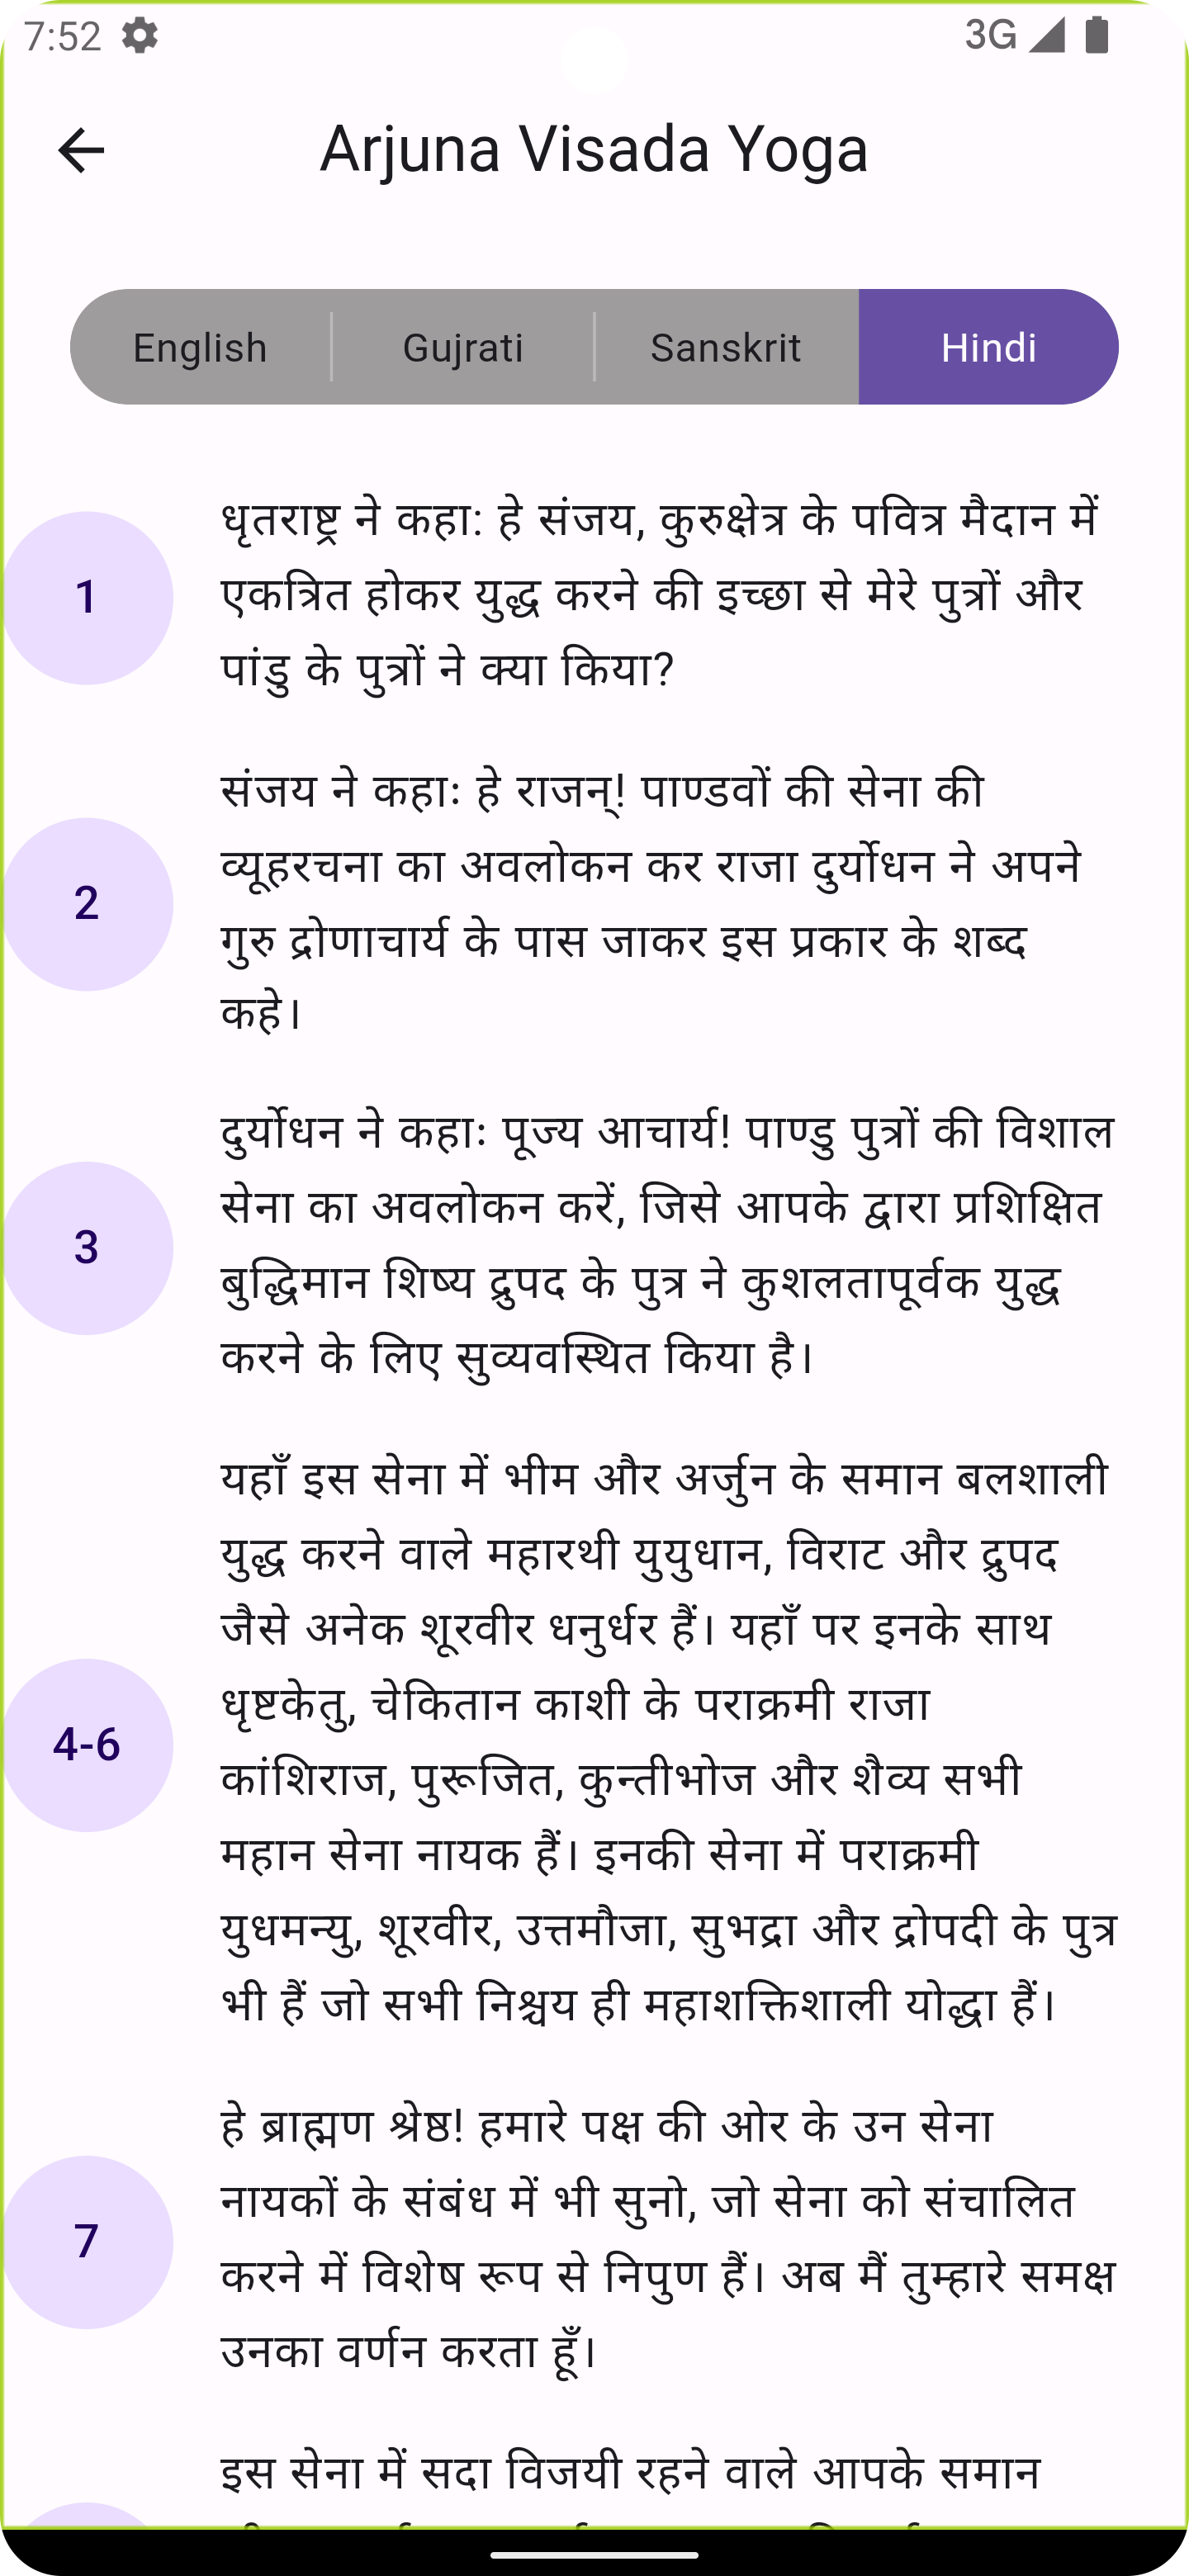 7:52
3G
Arjuna Visada Yoga
English Gujrati Sanskrit Hindi
1
धृतराष्ट्र ने कहा: हे संजय, कुरुक्षेत्र के पवित्र मैदान में
एकत्रित होकर युद्ध करने की इच्छा से मेरे पुत्रों और
पांडु के पुत्रों ने क्या किया?
2
संजय ने कहाः हे राजन्! पाण्डवों की सेना की
व्यूहरचना का अवलोकन कर राजा दुर्योधन ने अपने
गुरु द्रोणाचार्य के पास जाकर इस प्रकार के शब्द
कहे।
3
दुर्योधन ने कहाः पूज्य आचार्य! पाण्डु पुत्रों की विशाल
सेना का अवलोकन करें, जिसे आपके द्वारा प्रशिक्षित
बुद्धिमान शिष्य द्रुपद के पुत्र ने कुशलतापूर्वक युद्ध
करने के लिए सुव्यवस्थित किया है।
4-6
यहाँ इस सेना में भीम और अर्जुन के समान बलशाली
युद्ध करने वाले महारथी युयुधान, विराट और द्रुपद
जैसे अनेक शूरवीर धनुर्धर हैं। यहाँ पर इनके साथ
धृष्टकेतु, चेकितान काशी के पराक्रमी राजा
कांशिराज, पुरूजित, कुन्तीभोज और शैव्य सभी
महान सेना नायक हैं। इनकी सेना में पराक्रमी
युधमन्यु, शूरवीर, उत्तमौजा, सुभद्रा और द्रोपदी के पुत्र
भी हैं जो सभी निश्चय ही महाशक्तिशाली योद्धा हैं।
7
हे ब्राह्मण श्रेष्ठ! हमारे पक्ष की ओर के उन सेना
नायकों के संबंध में भी सुनो, जो सेना को संचालित
करने में विशेष रूप से निपुण हैं। अब मैं तुम्हारे समक्ष
उनका वर्णन करता हूँ।
इस सेना में सदा विजयी रहने वाले आपके समान